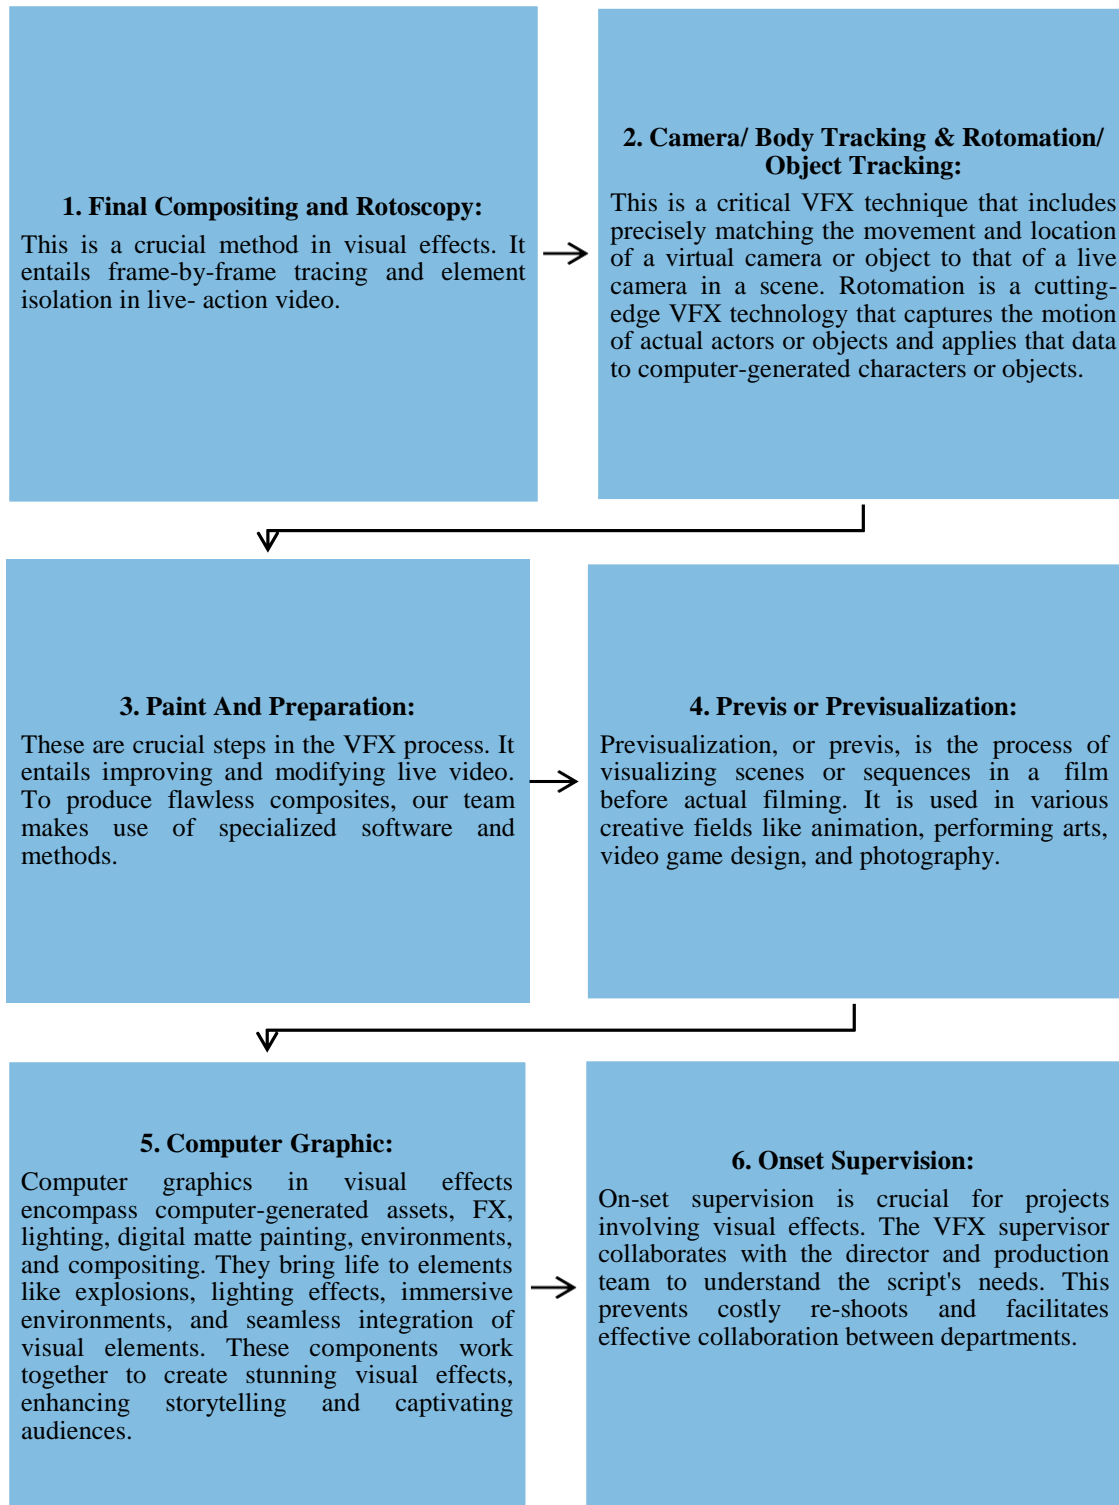 1. Final Compositing and Rotoscopy:
This is a crucial method in visual effects. It
entails frame-by-frame tracing and element
isolation in live- action video.
2. Camera/ Body Tracking & Rotomation/
Object Tracking:
This is a critical VFX technique that includes
precisely matching the movement and location
of a virtual camera or object to that of a live
camera in a scene. Rotomation is a cutting-
edge VFX technology that captures the motion
of actual actors or objects and applies that data
to computer-generated characters or objects.
3. Paint And Preparation:
These are crucial steps in the VFX process. It
entails improving and modifying live video.
To produce flawless composites, our team
makes use of specialized software and
methods.
4. Previs or Previsualization:
Previsualization, or previs, is the process of
visualizing scenes or sequences in a film
before actual filming. It is used in various
creative fields like animation, performing arts,
video game design, and photography.
5. Computer Graphic:
Computer graphics in visual effects
encompass computer-generated assets, FX,
lighting, digital matte painting, environments,
and compositing. They bring life to elements
like explosions, lighting effects, immersive
environments, and seamless integration of
visual elements. These components work
together to create stunning visual effects,
enhancing storytelling and captivating
audiences.
6. Onset Supervision:
On-set supervision is crucial for projects
involving visual effects. The VFX supervisor
collaborates with the director and production
team to understand the script's needs. This
prevents costly re-shoots and facilitates
effective collaboration between departments.